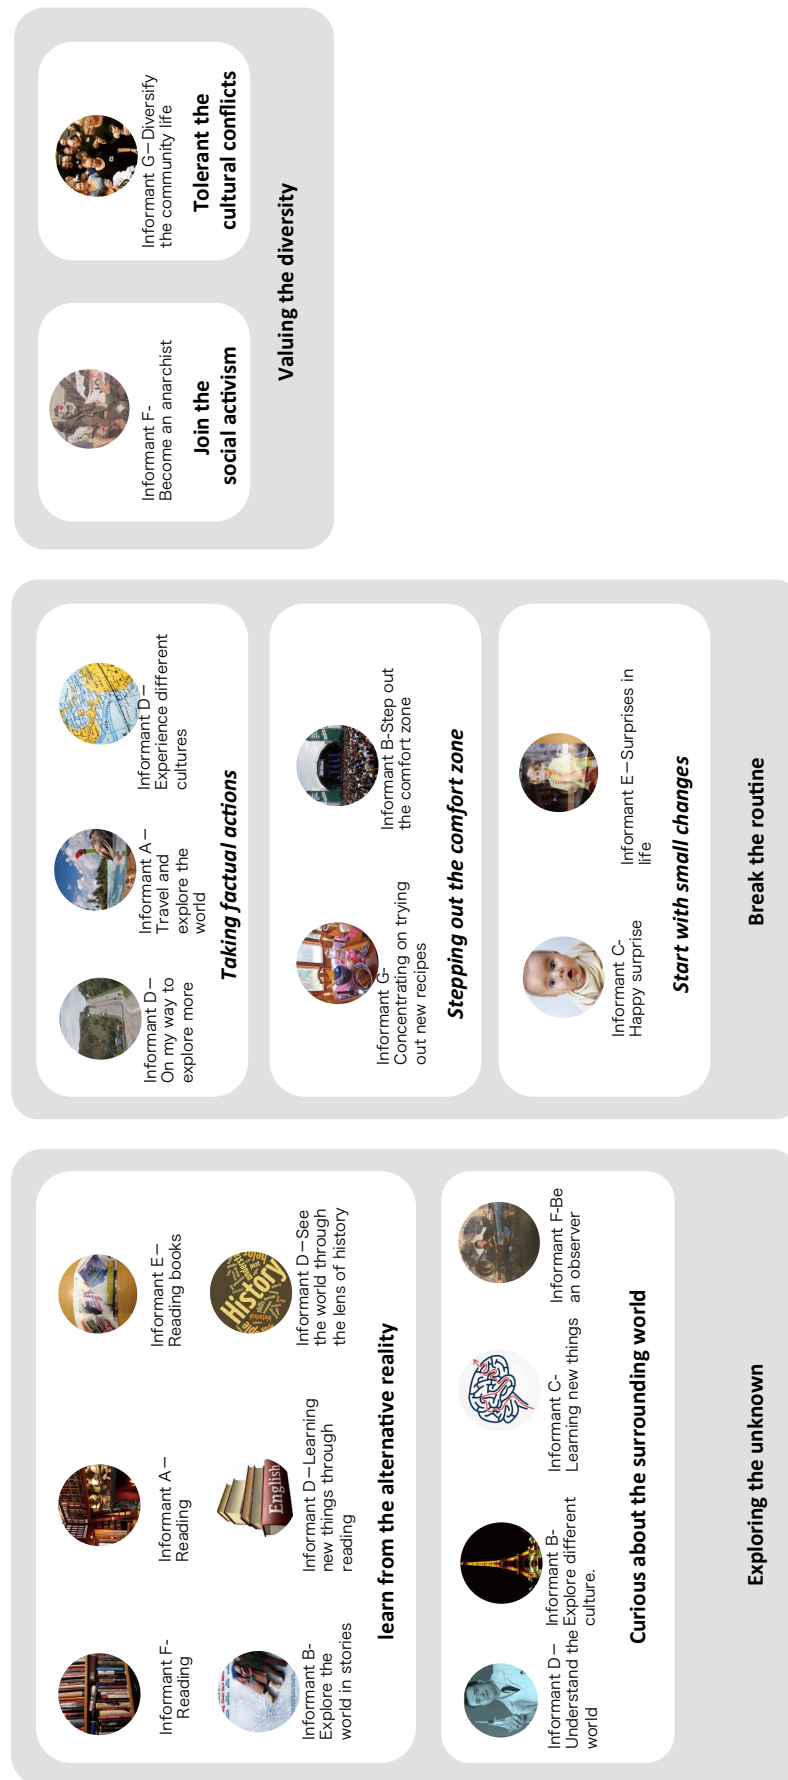 Informant F-
Reading
Informant A–
Reading
Informant E–
Reading books
Informant B-
Explore the
world in stories
English
Informant D–Learning
new things through
reading
History
Informant D–See
the world through
the lens of history
learn from the alternative reality
Informant D–
Understand the
world
Informant B-
Explore different
culture.
Informant C-
Learning new things
Informant F-Be
an observer
Curious about the surrounding world
Exploring the unknown
Informant D–
On my way to
explore more
Informant A–
Travel and
explore the
world
Informant D–
Experience different
cultures
Taking factual actions
Informant G-
Concentrating on trying
out new recipes
Informant B-Step out
the comfort zone
Stepping out the comfort zone
Informant C-
Happy surprise
Informant E–Surprises in
life
Start with small changes
Break the routine
Informant F-
Become an anarchist
Join the
social activism
Informant G–Diversify
the community life
Tolerant the
cultural conflicts
Valuing the diversity